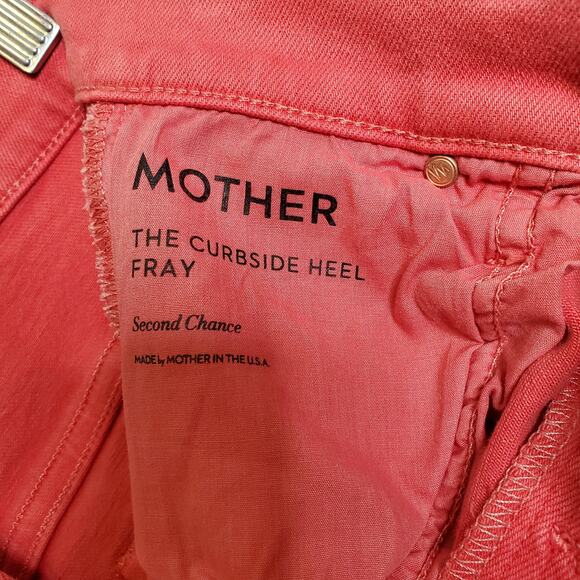 MOTHER
THE CURBSIDE HEEL
FRAY
Second Chance
MADE by MOTHER IN THE U.S.A.